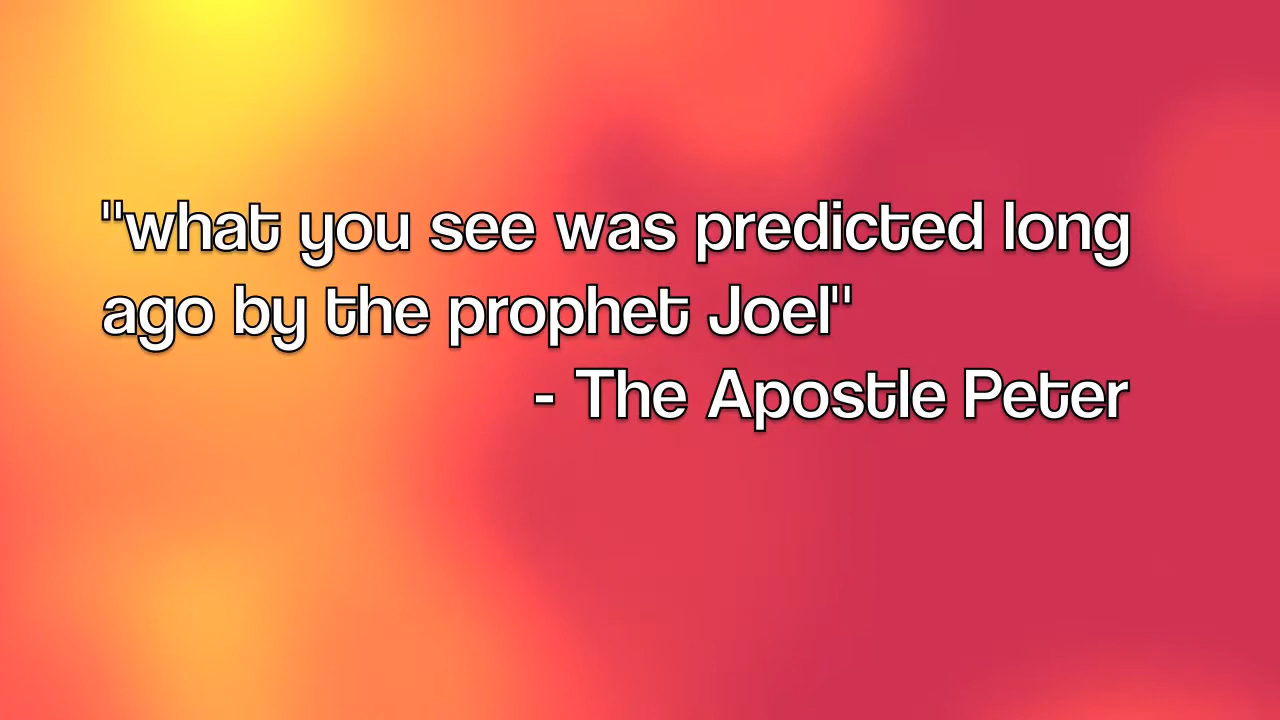 "what you see was predicted long
ago by the prophet Joel"
- The Apostle Peter